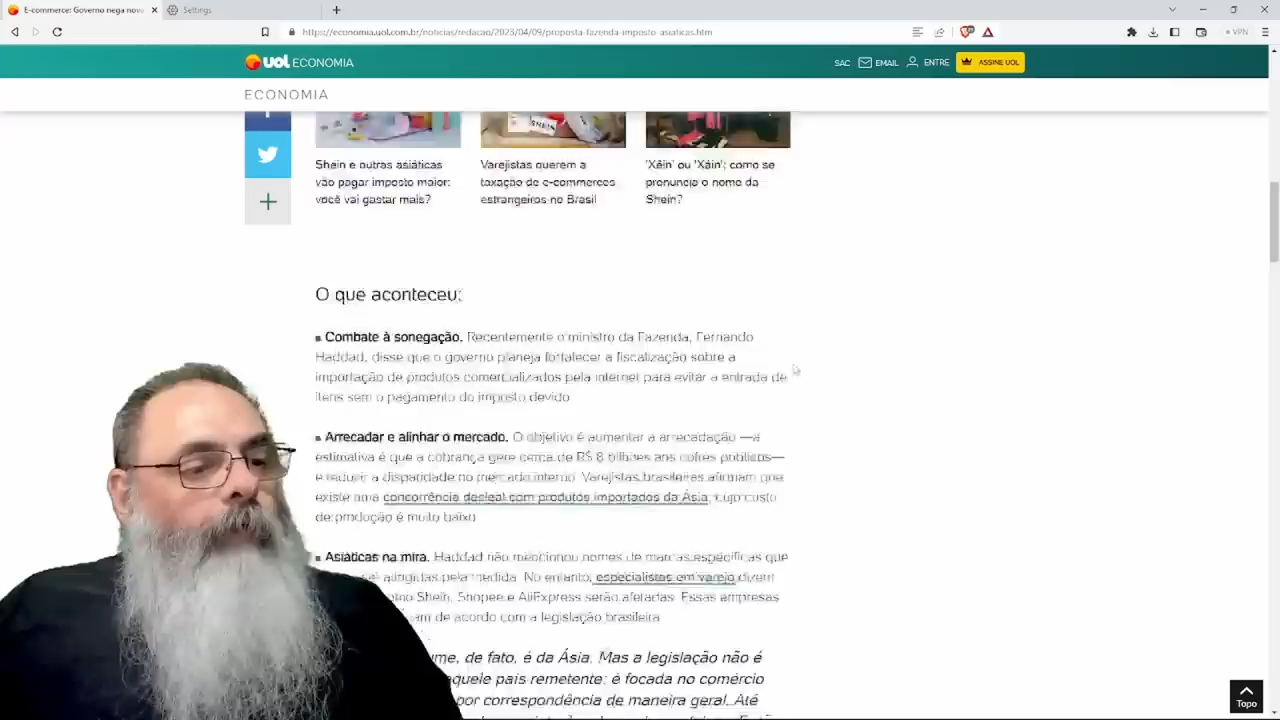 E-commerce: Governo nega nova
Settings
https://economia.uol.com.br/noticias/redacao/2023/04/09/proposta-fazenda-imposto-asiaticas.htm
VPN
UOL ECONOMIA
SAC EMAIL ENTRE ASSINE UOL
ECONOMIA
SHEIN
Shein e outras asiáticas
vão pagar imposto maior:
você vai gastar mais?
Varejistas querem a
taxação de e-commerces
estrangeiros no Brasil
'Xêin' ou 'Xáin': como se
pronuncia o nome da
Shein?
O que aconteceu:
Combate à sonegação. Recentemente o ministro da Fazenda, Fernando
Haddad, disse que o governo planeja fortalecer a fiscalização sobre a
importação de produtos comercializados pela internet para evitar a entrada de
itens sem o pagamento do imposto devido
Arrecadar e alinhar o mercado. O objetivo é aumentar a arrecadação —a
estimativa é que a cobrança gere cerca de R$ 8 bilhões aos cofres públicos—
e reduzir a disparidade no mercado interno. Varejistas brasileiras afirmam que
existe uma concorrência desleal com produtos importados da Ásia, cujo custo
de produção é muito baixo
Asiáticas na mira. Haddad não mencionou nomes de marcas específicas que
atingidas pela medida. No entanto, especialistas em varejo dizem
Shein, Shopee e AliExpress serão afetadas. Essas empresas
am de acordo com a legislação brasileira
ume, de fato, é da Ásia. Mas a legislação não é
aquele país remetente: é focada no comércio
por correspondência de maneira geral. Até
Topo